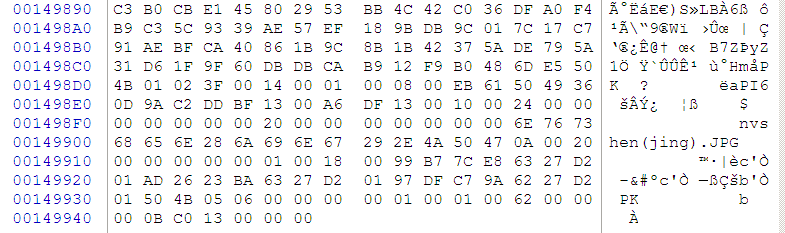 00149890 C3 B0 CB E1 45 80 29 53 BB 4C 42 C0 36 DF A0 F4 Ã°ËáE€)S»LBÀ6ß ô
001498A0 B9 C3 5C 93 39 AE 57 EF 18 9B DB 9C 01 7C 17 C7 ¹Ã\“9®Wï ›Ûœ | Ç
001498B0 91 AE BF CA 40 86 1B 9C 8B 1B 42 37 5A DE 79 5A ‘®¿Ê@† œ‹ B7ZÞyZ
001498C0 31 D6 1F 9F 60 DB DB CA B9 12 F9 B0 48 6D E5 50 1Ö Ÿ`ÛÛÊ¹ ù°HmåP
001498D0 4B 01 02 3F 00 14 00 01 00 08 00 EB 61 50 49 36 K ? ëaPI6
001498E0 0D 9A C2 DD BF 13 00 A6 DF 13 00 10 00 24 00 00 šÂÝ¿ ¦ß $
001498F0 00 00 00 00 00 20 00 00 00 00 00 00 00 6E 76 73 nvs
00149900 68 65 6E 28 6A 69 6E 67 29 2E 4A 50 47 0A 00 20 hen(jing).JPG
00149910 00 00 00 00 00 01 00 18 00 99 B7 7C E8 63 27 D2 ™·|èc'Ò
00149920 01 AD 26 23 BA 63 27 D2 01 97 DF C7 9A 62 27 D2 -&#ºc'Ò —ßÇšb'Ò
00149930 01 50 4B 05 06 00 00 00 00 01 00 01 00 62 00 00 PK b
00149940 00 0B C0 13 00 00 00 À